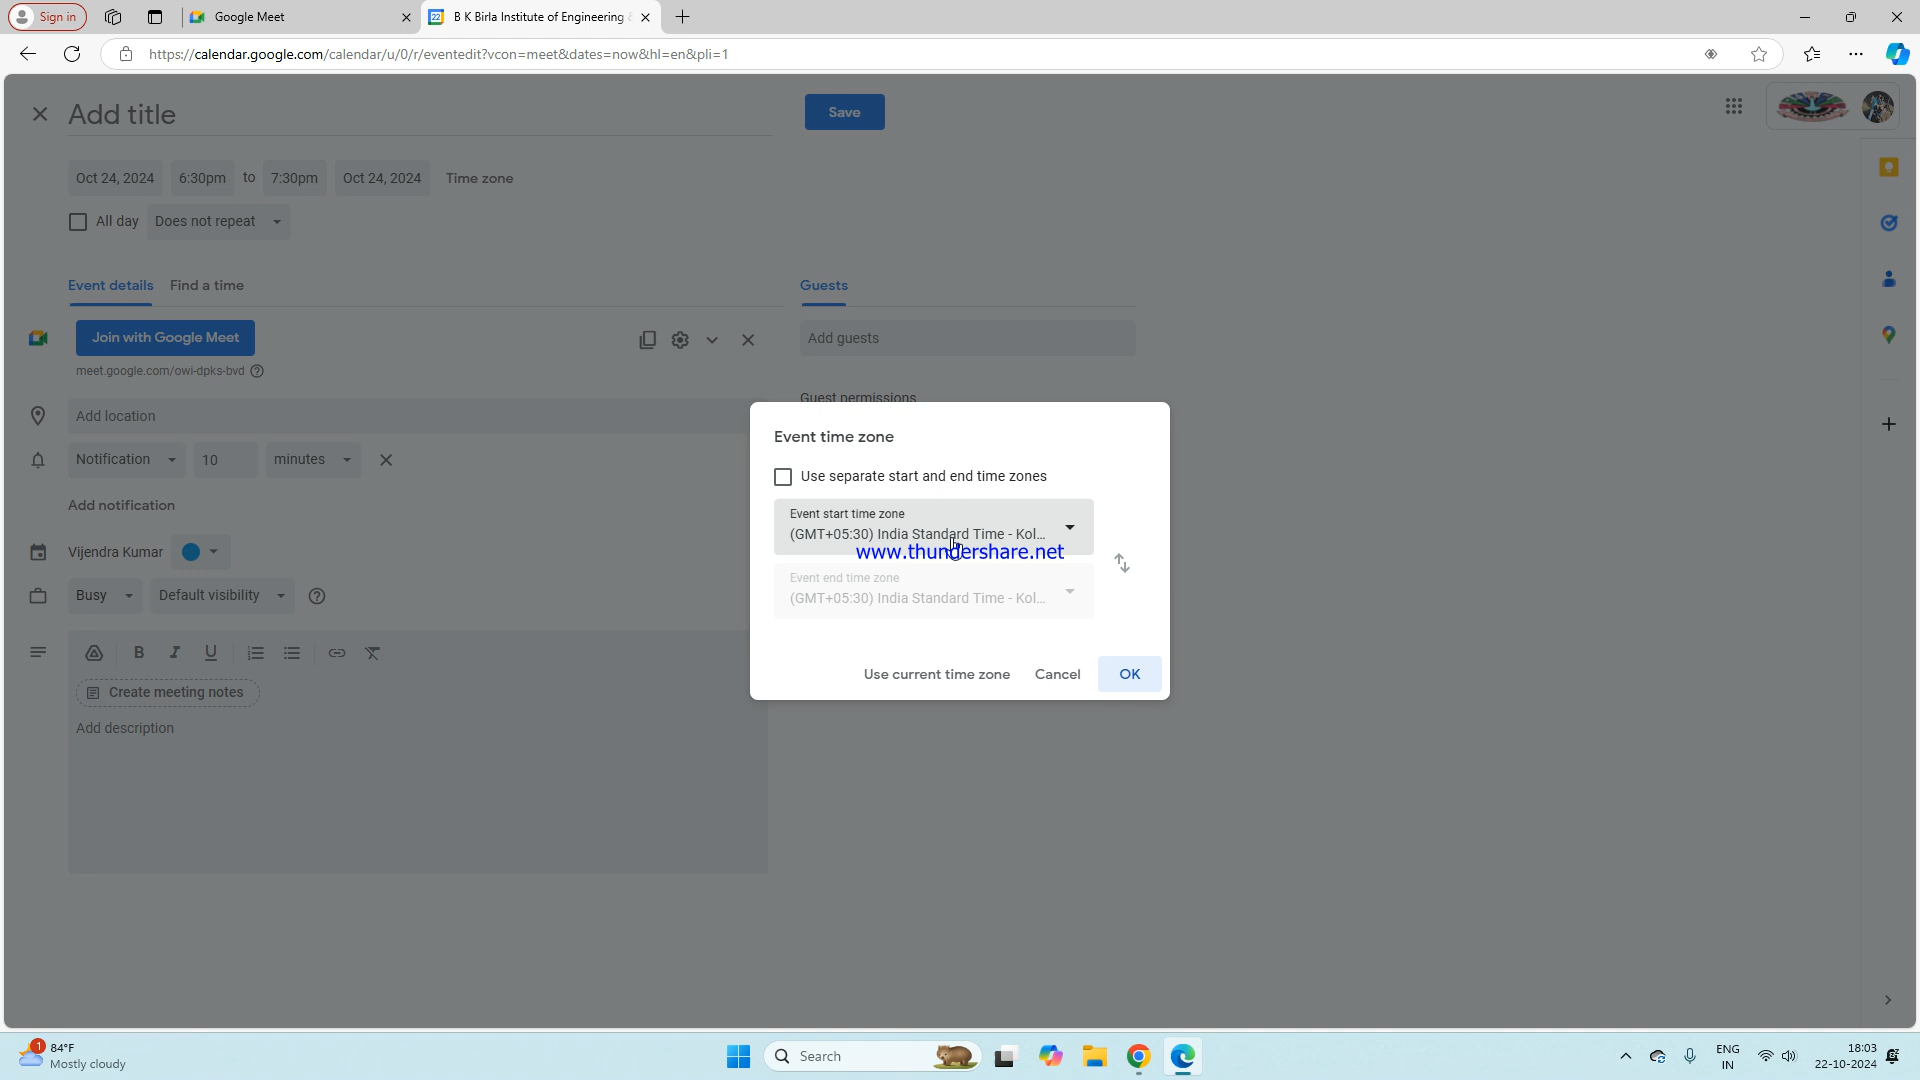 Sign in
Google Meet
22 B K Birla Institute of Engineering &
https://calendar.google.com/calendar/u/0/r/eventedit?vcon=meet&dates=now&hl=en&pli=1
Add title
Save
Oct 24, 2024 6:30pm to 7:30pm Oct 24, 2024 Time zone
All day Does not repeat
Event details Find a time
Guests
Join with Google Meet
Add guests
meet.google.com/owi-dpks-bvd
Guest permissions
Add location
Notification 10 minutes
Add notification
Vijendra Kumar
Busy Default visibility
B I U
Create meeting notes
Add description
Event time zone
Use separate start and end time zones
Event start time zone
(GMT+05:30) India Standard Time - Kol...
www.thundershare.net
Event end time zone
(GMT+05:30) India Standard Time - Kol...
Use current time zone Cancel OK
1
84°F
Mostly cloudy
Search
ENG
IN
18:03
22-10-2024